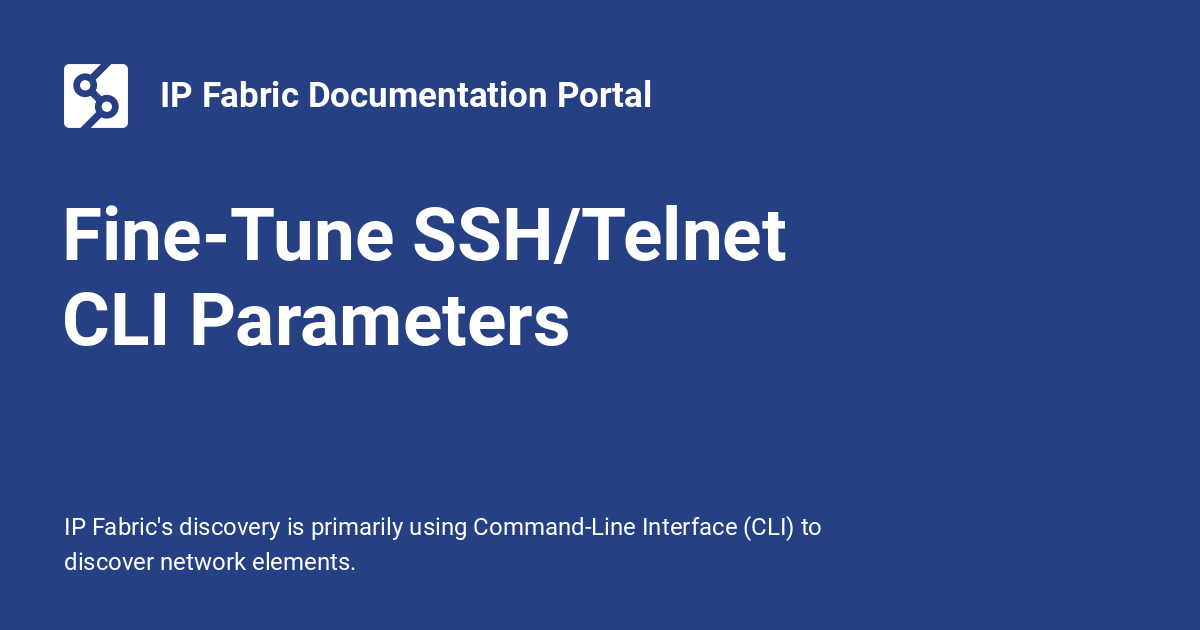 IP Fabric Documentation Portal
Fine-Tune SSH/Telnet
CLI Parameters
IP Fabric's discovery is primarily using Command-Line Interface (CLI) to
discover network elements.